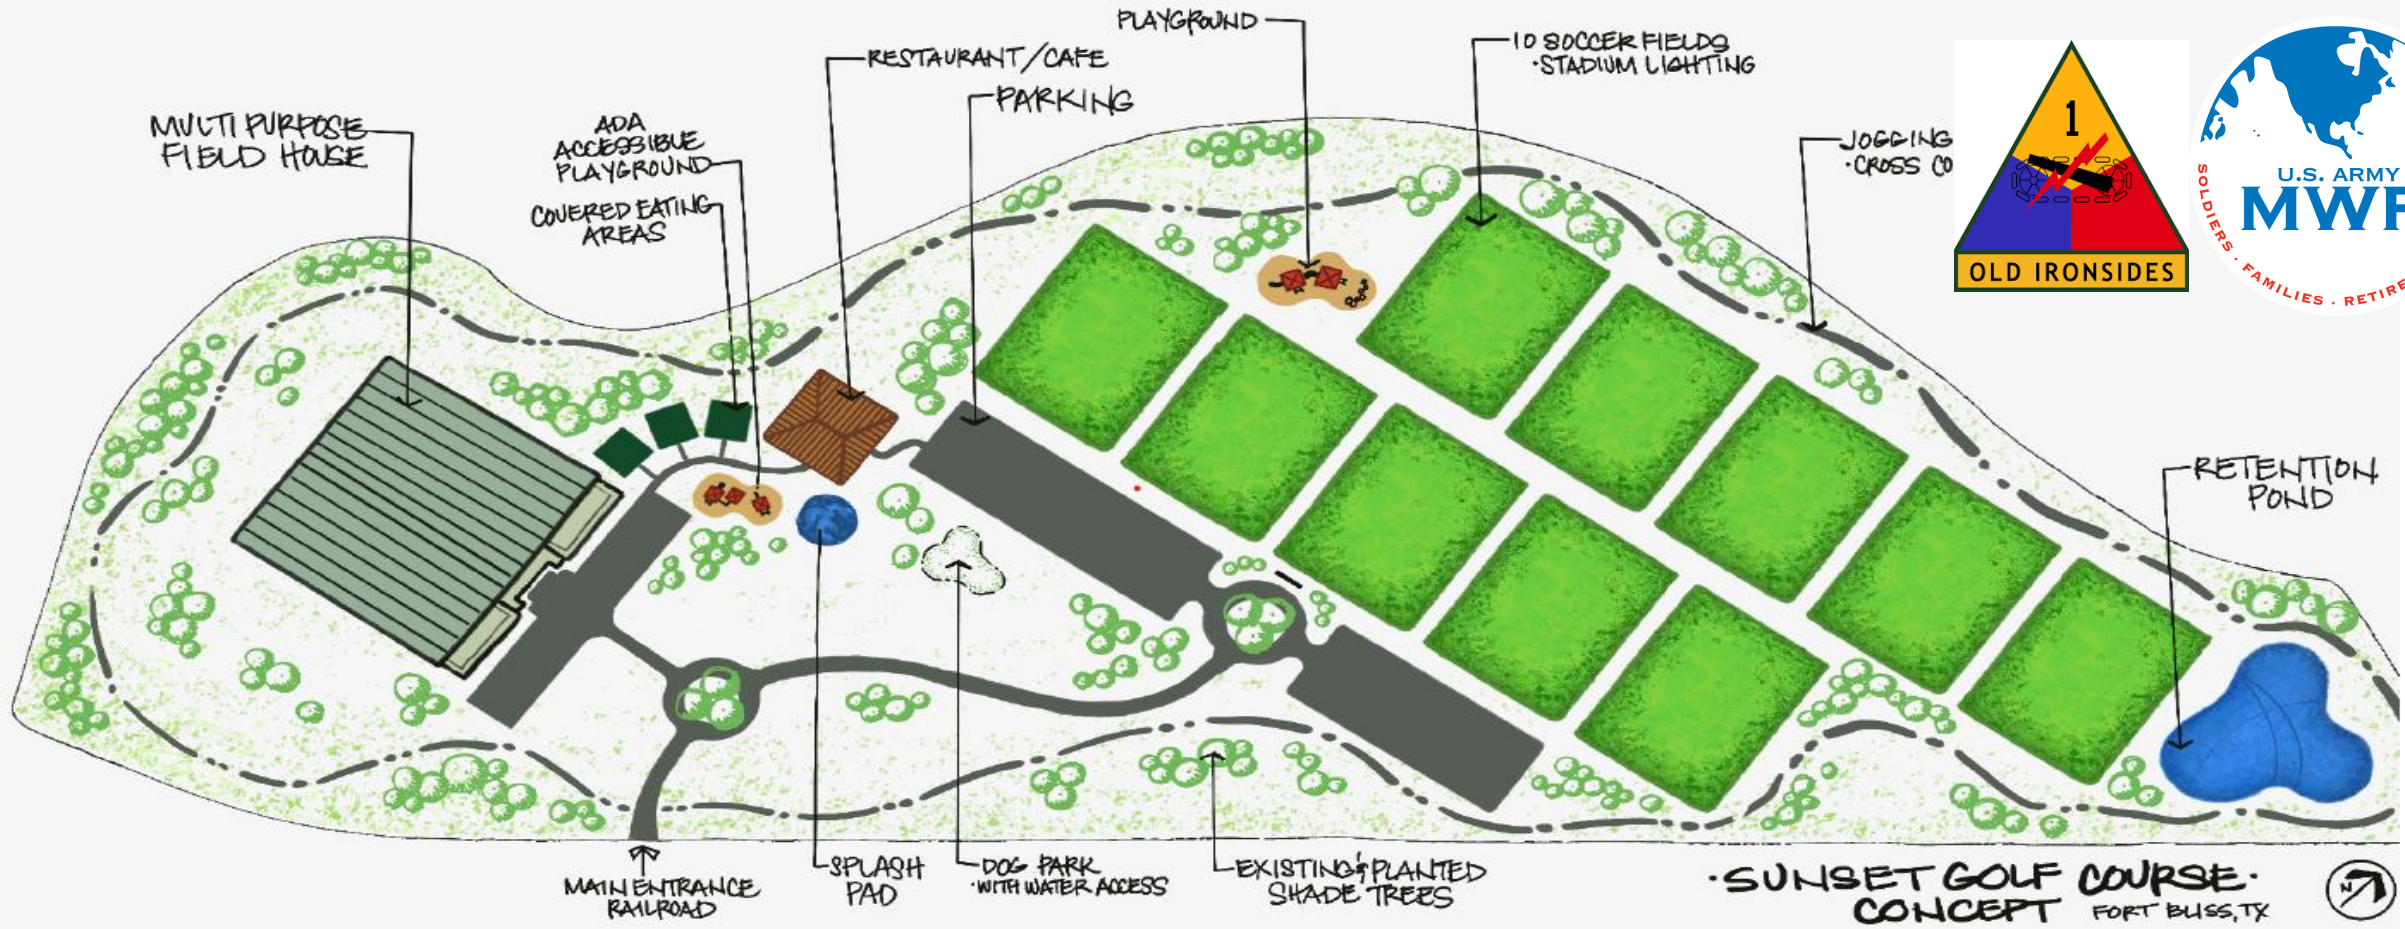 PLAYGROUND
RESTAURANT/CAFE
PARKING
10 SOCCER FIELDS
·STADIUM LIGHTING
MULTI PURPOSE
FIELD HOUSE
ADA
ACCESSIBLE
PLAYGROUND
COVERED EATING
AREAS
JOGGING
·CROSS CO
1
OLD IRONSIDES
U.S. ARMY
MWR
SOLDIERS · FAMILIES · RETIRE
RETENTION
POND
MAIN ENTRANCE
RAILROAD
SPLASH
PAD
DOG PARK
·WITH WATER ACCESS
EXISTING & PLANTED
SHADE TREES
·SUNSET GOLF COURSE·
CONCEPT FORT BLISS, TX
N